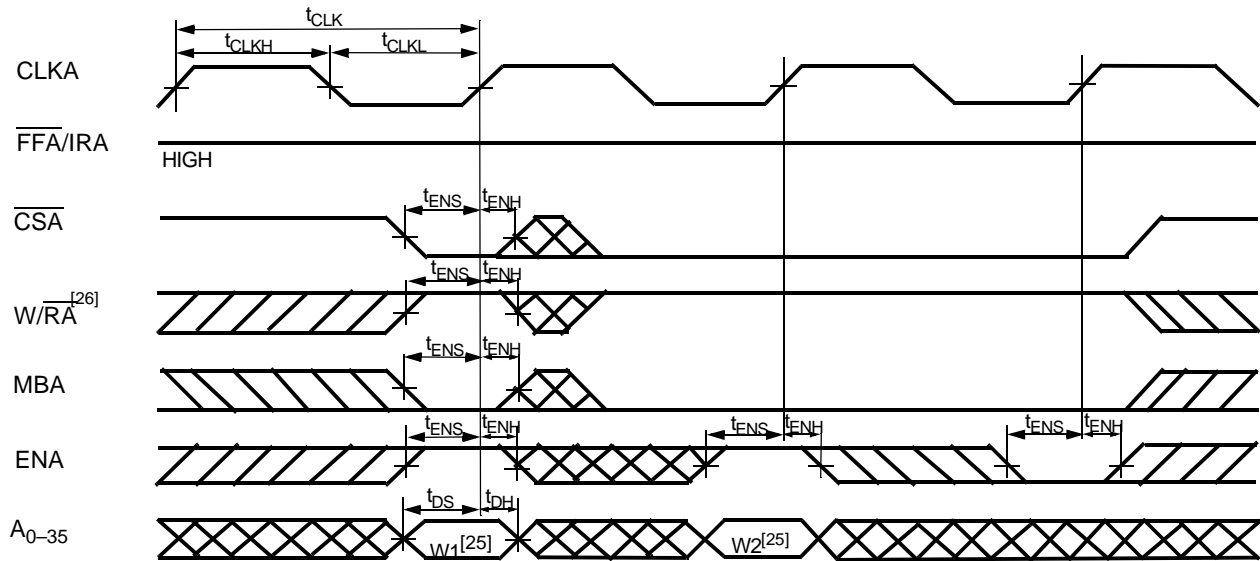 tCLK
tCLKH tCLKL
CLKA
FFA/IRA
HIGH
tENS tENH
CSA
tENS tENH
W/RA[26]
tENS tENH
MBA
tENS tENH tENS tENH tENS tENH
ENA
tDS tDH
A0–35
W1[25] W2[25]